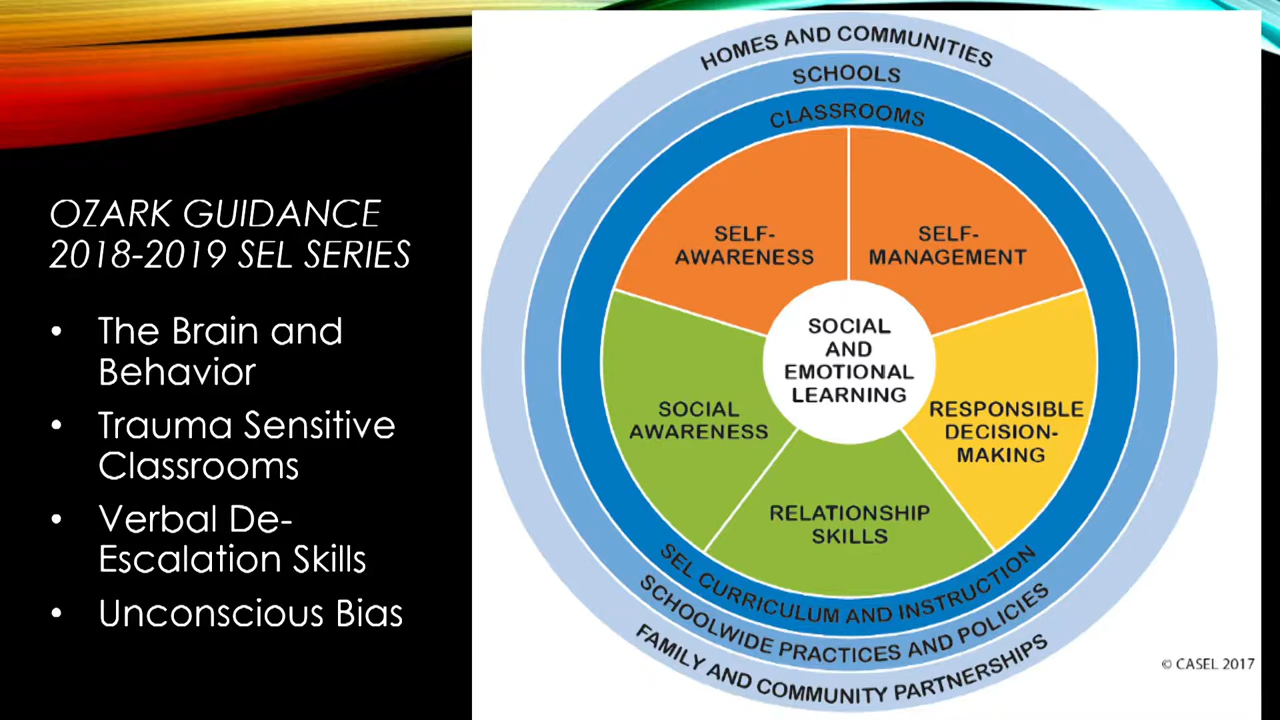 OZARK GUIDANCE
2018-2019 SEL SERIES
• The Brain and
Behavior
• Trauma Sensitive
Classrooms
• Verbal De-
Escalation Skills
• Unconscious Bias
HOMES AND COMMUNITIES
SCHOOLS
CLASSROOMS
SELF-
AWARENESS
SELF-
MANAGEMENT
SOCIAL
AND
EMOTIONAL
LEARNING
SOCIAL
AWARENESS
RESPONSIBLE
DECISION-
MAKING
RELATIONSHIP
SKILLS
SEL CURRICULUM AND INSTRUCTION
SCHOOLWIDE PRACTICES AND POLICIES
FAMILY AND COMMUNITY PARTNERSHIPS
© CASEL 2017